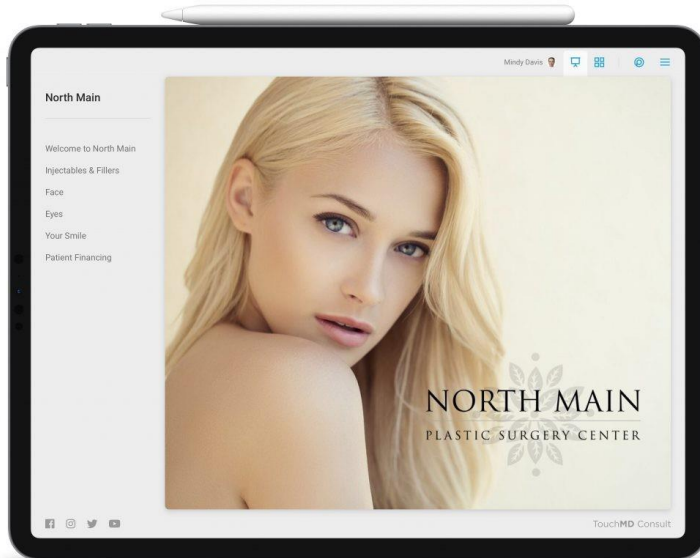 Mindy Davis
North Main
Welcome to North Main
Injectables & Fillers
Face
Eyes
Your Smile
Patient Financing
NORTH MAIN
PLASTIC SURGERY CENTER
TouchMD Consult